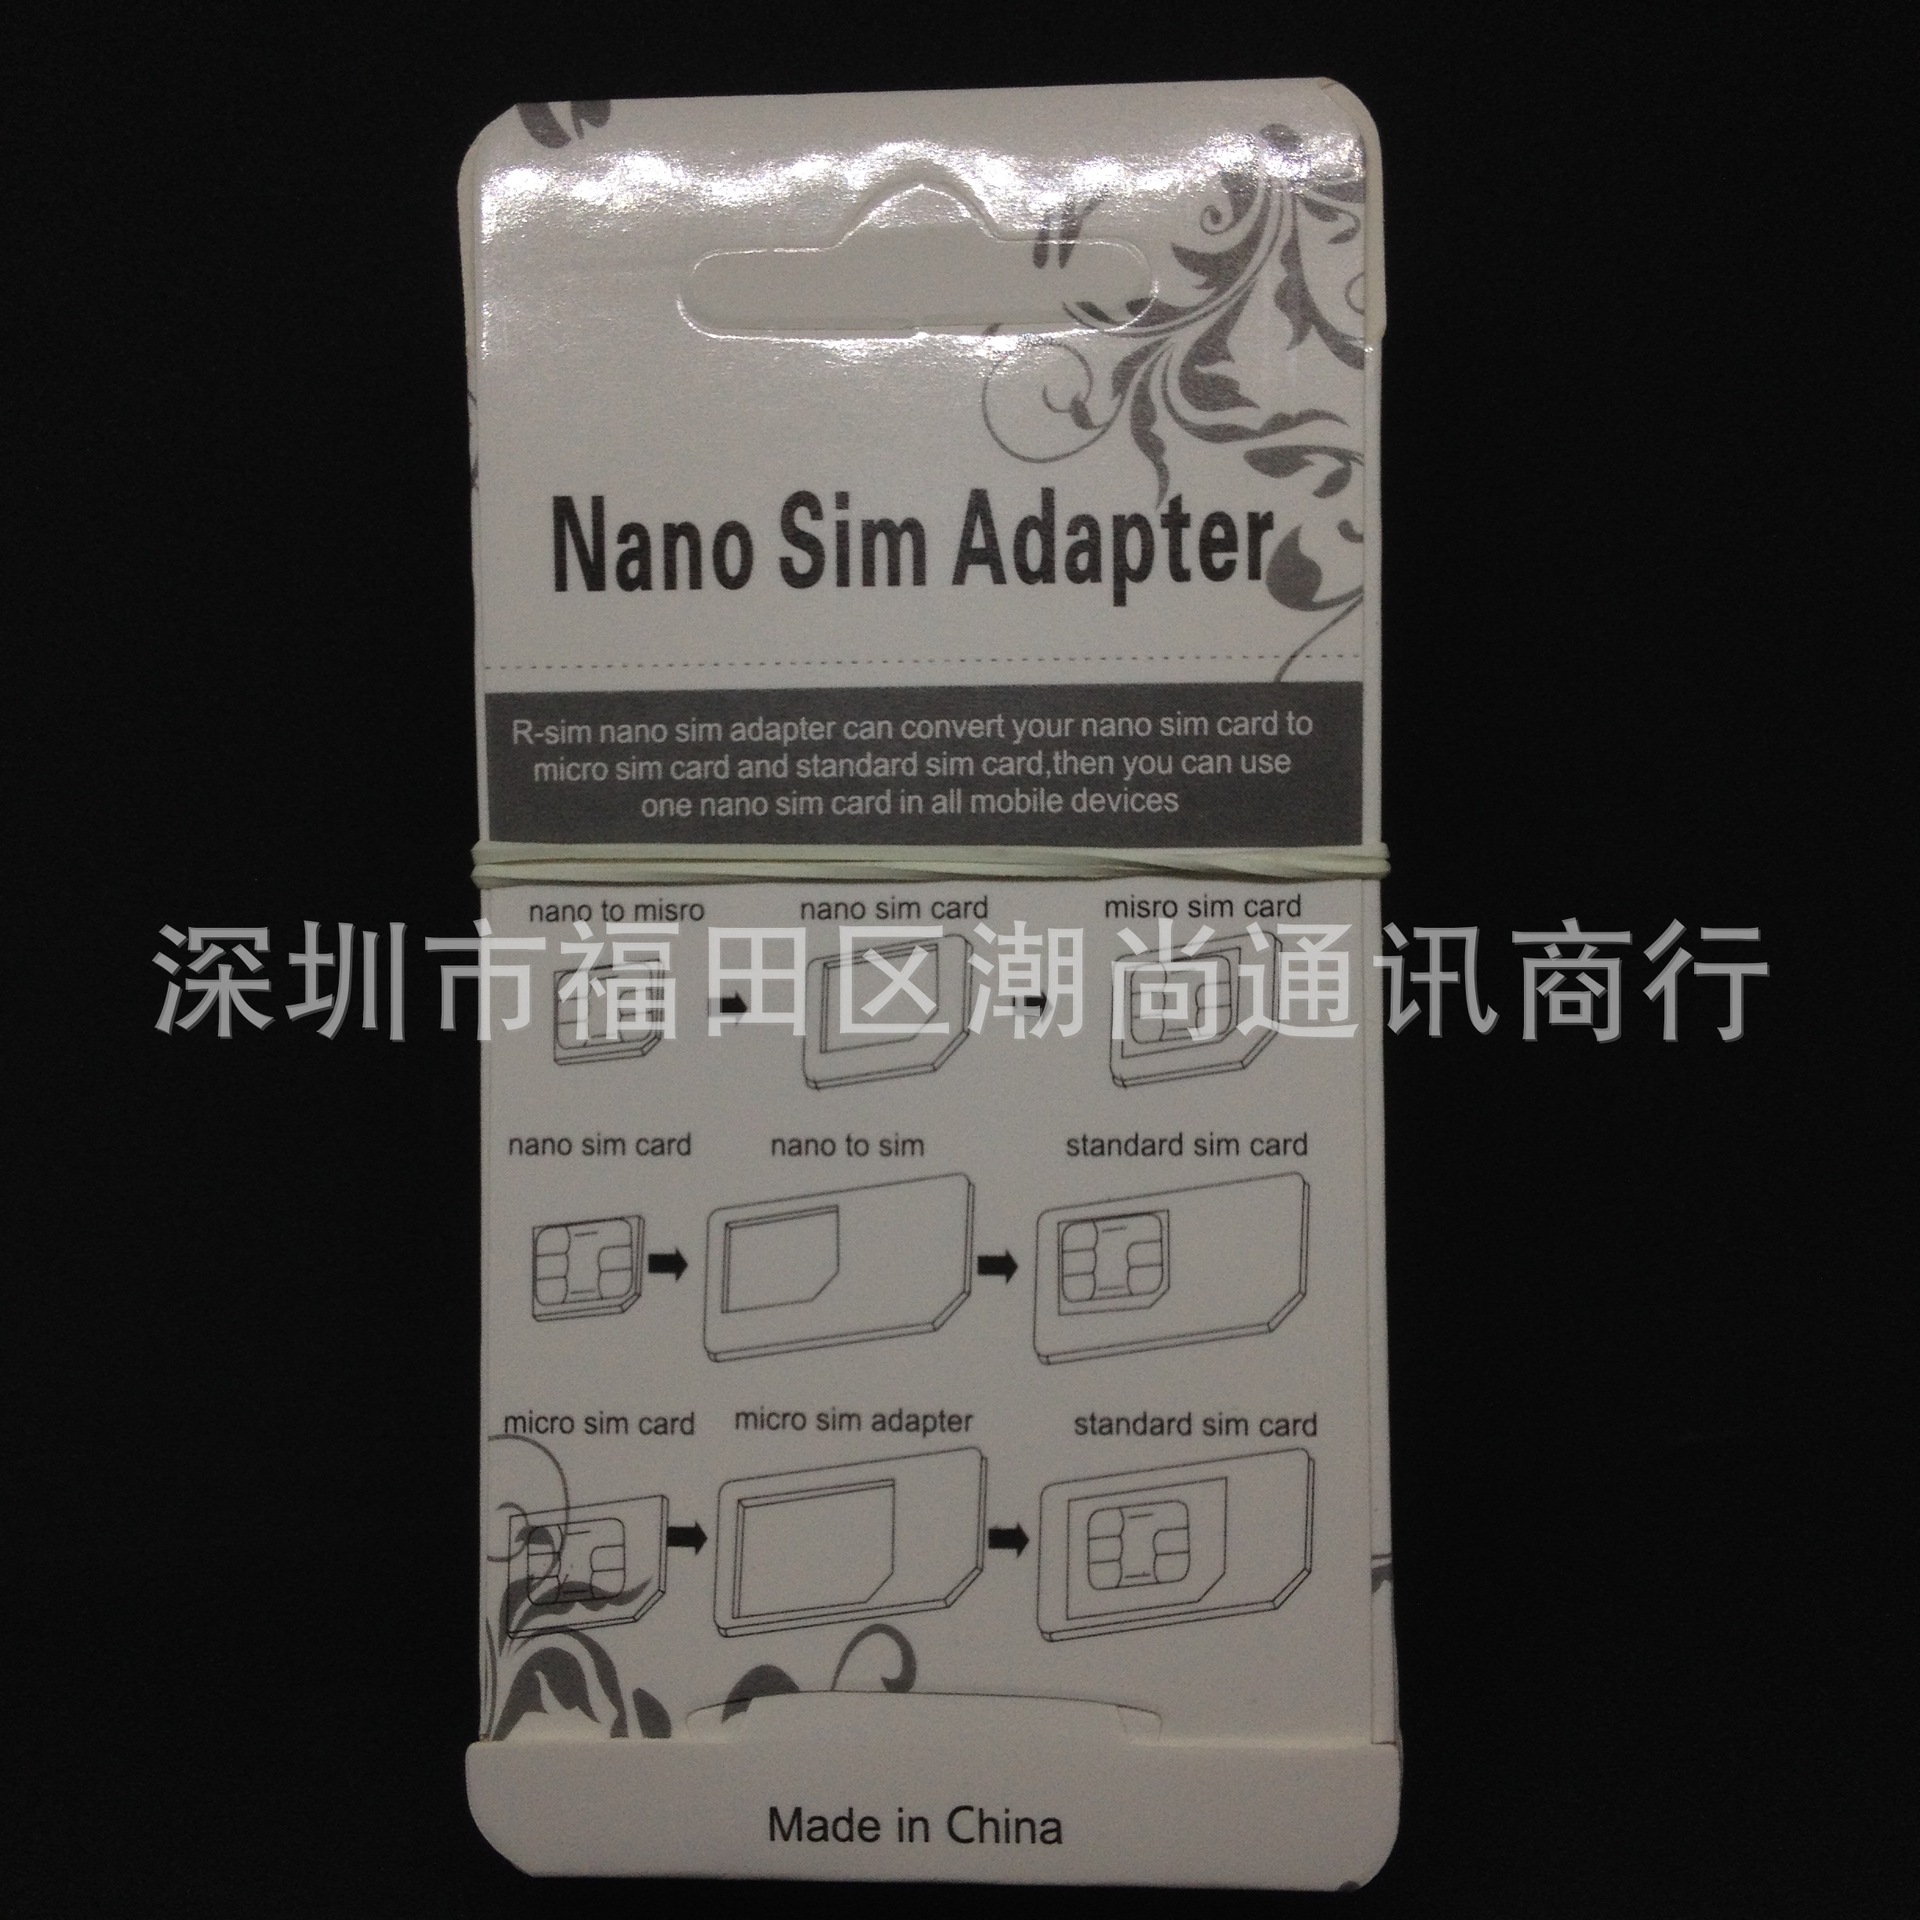 Nano Sim Adapter
R-sim nano sim adapter can convert your nano sim card to
micro sim card and standard sim card,then you can use
one nano sim card in all mobile devices
nano to misro nano sim card misro sim card
深圳市福田区潮尚通讯商行
nano sim card nano to sim standard sim card
micro sim card micro sim adapter standard sim card
Made in China